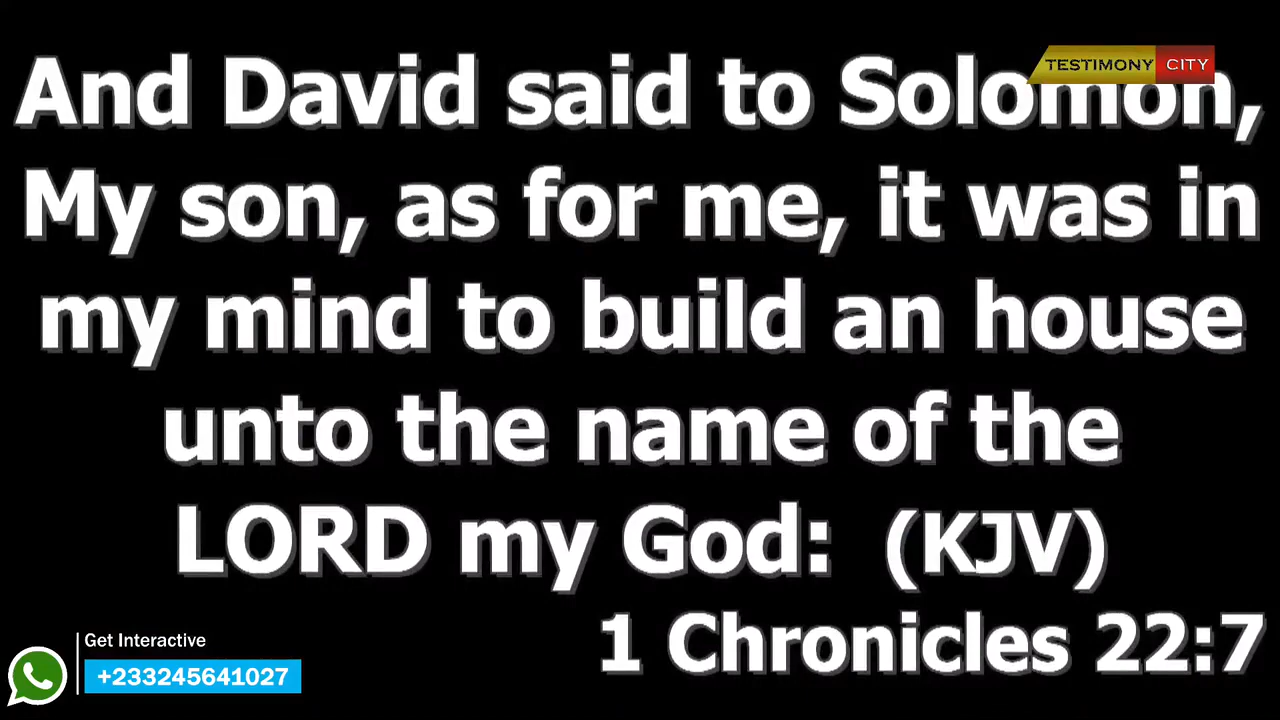 TESTIMONY CITY
And David said to Solomon,
My son, as for me, it was in
my mind to build an house
unto the name of the
LORD my God: (KJV)
1 Chronicles 22:7
Get Interactive
+233245641027